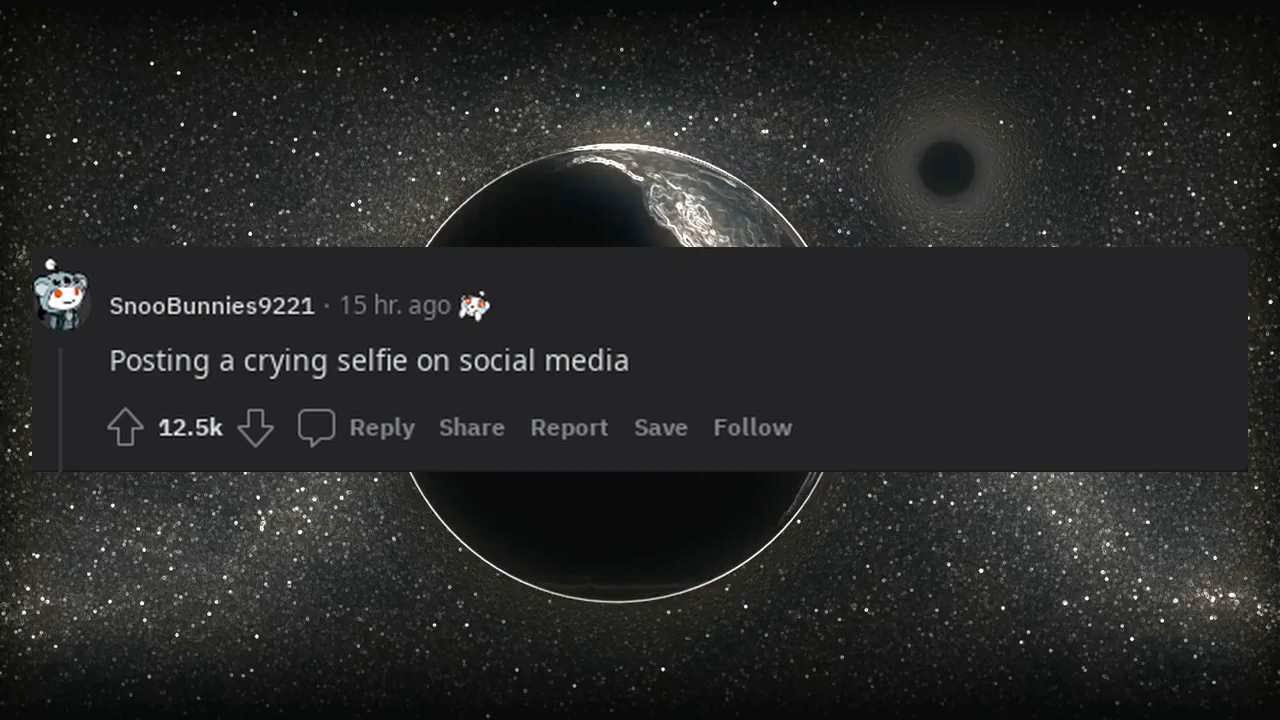 SnooBunnies9221 · 15 hr. ago
Posting a crying selfie on social media
12.5k Reply Share Report Save Follow